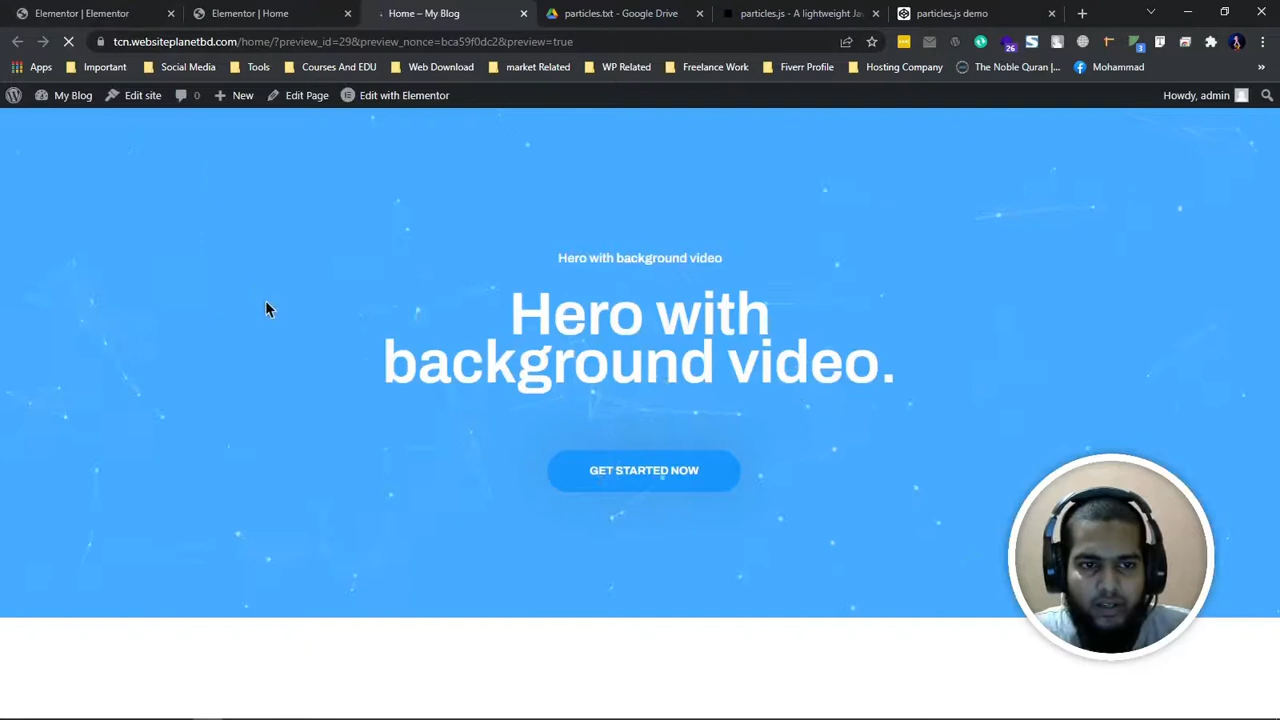 Elementor | Elementor
Elementor | Home
Home – My Blog
particles.txt - Google Drive
particles.js - A lightweight Jav
particles.js demo
tcn.websiteplanetbd.com/home/?preview_id=29&preview_nonce=bca59f0dc2&preview=true
26
3
Apps
Important
Social Media
Tools
Courses And EDU
Web Download
market Related
WP Related
Freelance Work
Fiverr Profile
Hosting Company
The Noble Quran |...
Mohammad
»
My Blog
Edit site
0
New
Edit Page
Edit with Elementor
Howdy, admin
Hero with background video
Hero with
background video.
GET STARTED NOW